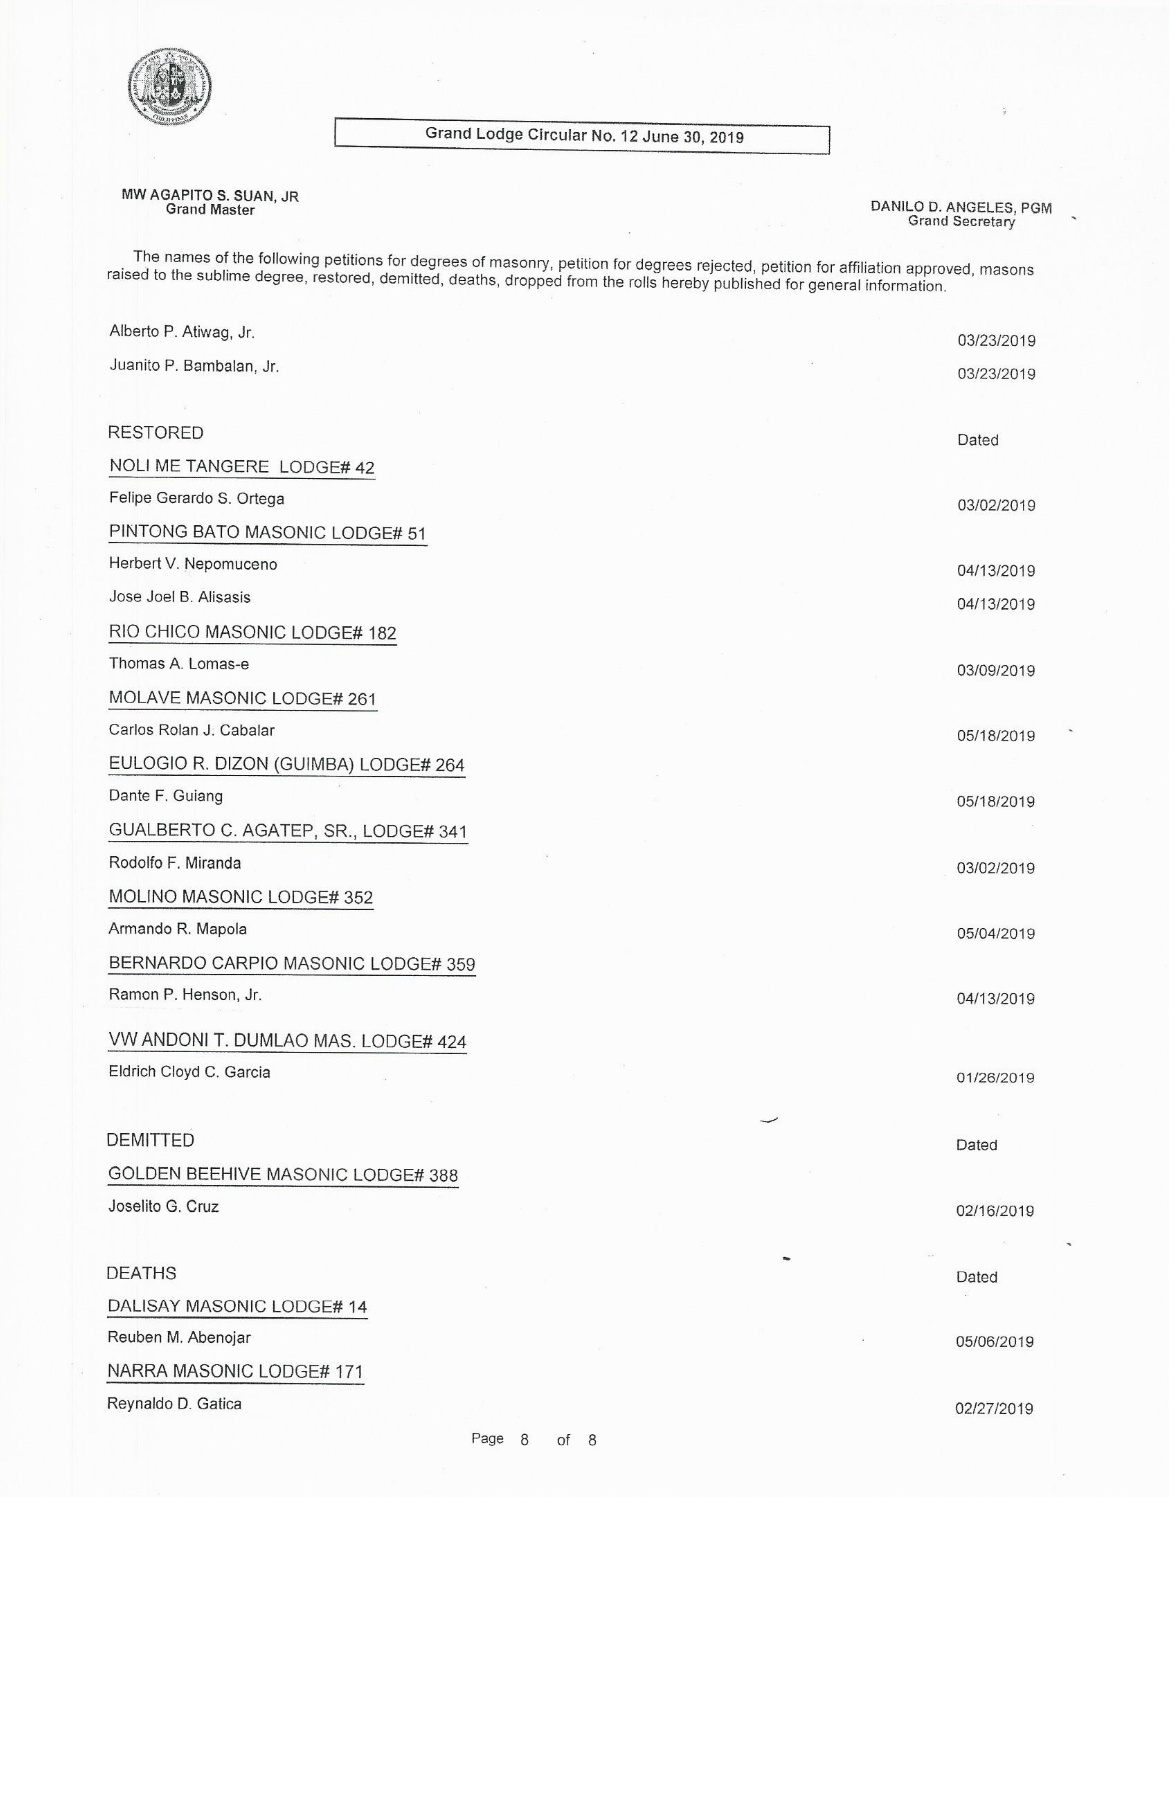 PHILIPPINES
Grand Lodge Circular No. 12 June 30, 2019
MW AGAPITO S. SUAN, JR
Grand Master
DANILO D. ANGELES, PGM
Grand Secretary
The names of the following petitions for degrees of masonry, petition for degrees rejected, petition for affiliation approved, masons
raised to the sublime degree, restored, demitted, deaths, dropped from the rolls hereby published for general information.
Alberto P. Atiwag, Jr. 03/23/2019
Juanito P. Bambalan, Jr. 03/23/2019
RESTORED Dated
NOLI ME TANGERE LODGE# 42
Felipe Gerardo S. Ortega 03/02/2019
PINTONG BATO MASONIC LODGE# 51
Herbert V. Nepomuceno 04/13/2019
Jose Joel B. Alisasis 04/13/2019
RIO CHICO MASONIC LODGE# 182
Thomas A. Lomas-e 03/09/2019
MOLAVE MASONIC LODGE# 261
Carlos Rolan J. Cabalar 05/18/2019
EULOGIO R. DIZON (GUIMBA) LODGE# 264
Dante F. Guiang 05/18/2019
GUALBERTO C. AGATEP, SR., LODGE# 341
Rodolfo F. Miranda 03/02/2019
MOLINO MASONIC LODGE# 352
Armando R. Mapola 05/04/2019
BERNARDO CARPIO MASONIC LODGE# 359
Ramon P. Henson, Jr. 04/13/2019
VW ANDONI T. DUMLAO MAS. LODGE# 424
Eldrich Cloyd C. Garcia 01/26/2019
DEMITTED Dated
GOLDEN BEEHIVE MASONIC LODGE# 388
Joselito G. Cruz 02/16/2019
DEATHS Dated
DALISAY MASONIC LODGE# 14
Reuben M. Abenojar 05/06/2019
NARRA MASONIC LODGE# 171
Reynaldo D. Gatica 02/27/2019
Page 8 of 8